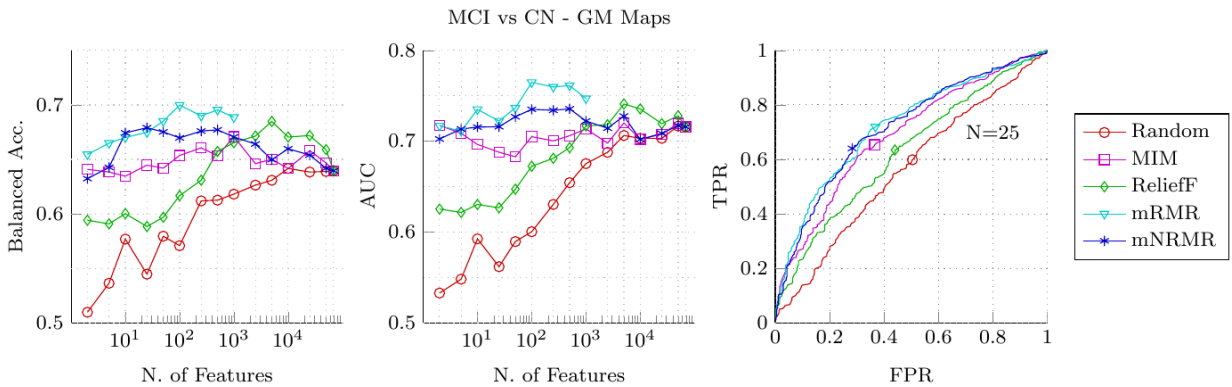 MCI vs CN - GM Maps
Balanced Acc.
0.7
0.6
0.5
10^1
10^2
10^3
10^4
N. of Features
AUC
0.8
0.7
0.6
0.5
10^1
10^2
10^3
10^4
N. of Features
TPR
1
0.8
0.6
0.4
0.2
0
0
0.2
0.4
0.6
0.8
1
FPR
N=25
Random
MIM
ReliefF
mRMR
mNRMR